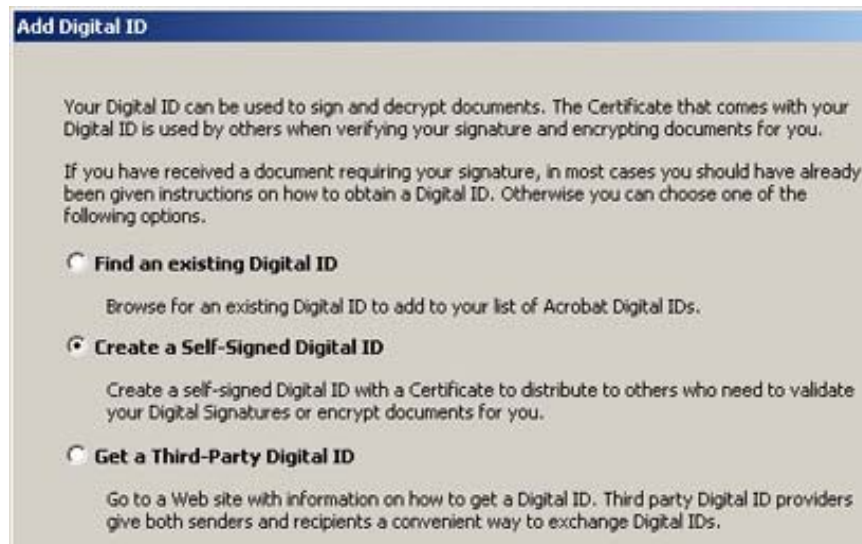 Add Digital ID
Your Digital ID can be used to sign and decrypt documents. The Certificate that comes with your
Digital ID is used by others when verifying your signature and encrypting documents for you.
If you have received a document requiring your signature, in most cases you should have already
been given instructions on how to obtain a Digital ID. Otherwise you can choose one of the
following options.
Find an existing Digital ID
Browse for an existing Digital ID to add to your list of Acrobat Digital IDs.
Create a Self-Signed Digital ID
Create a self-signed Digital ID with a Certificate to distribute to others who need to validate
your Digital Signatures or encrypt documents for you.
Get a Third-Party Digital ID
Go to a Web site with information on how to get a Digital ID. Third party Digital ID providers
give both senders and recipients a convenient way to exchange Digital IDs.